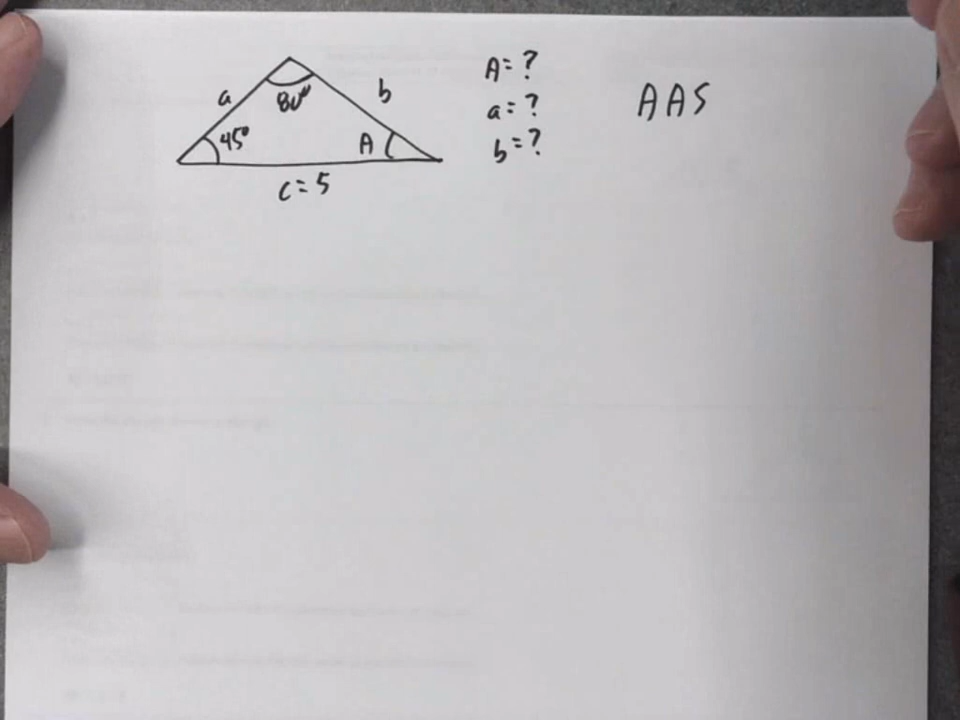 a
80°
b
45°
A
c = 5
A = ?
a = ?
b = ?
AAS